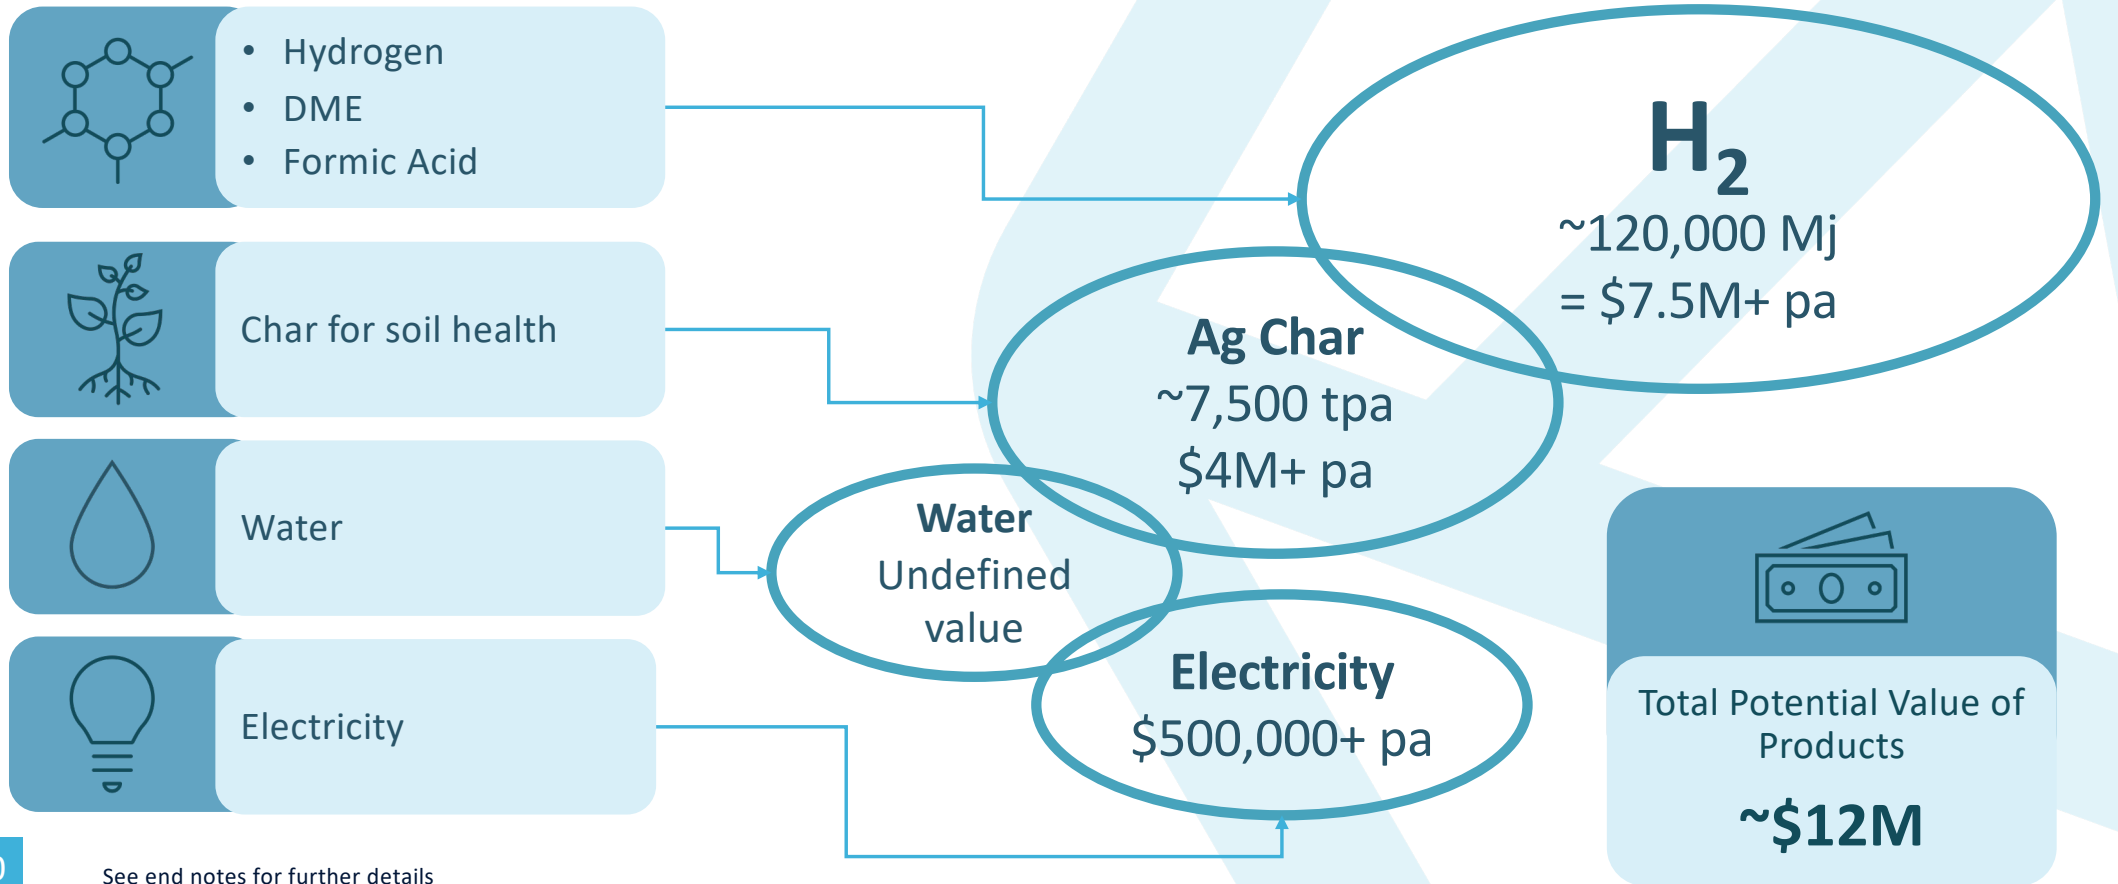 • Hydrogen
• DME
• Formic Acid
Char for soil health
Water
Electricity
H₂
~120,000 Mj
= $7.5M+ pa
Ag Char
~7,500 tpa
$4M+ pa
Water
Undefined
value
Electricity
$500,000+ pa
Total Potential Value of
Products
~$12M
See end notes for further details